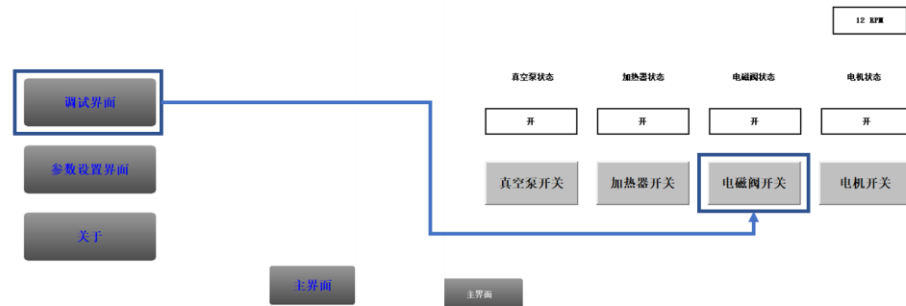 12 RPM
真空泵状态
加热器状态
电磁阀状态
电机状态
开
开
开
开
调试界面
参数设置界面
关于
主界面
真空泵开关
加热器开关
电磁阀开关
电机开关
主界面